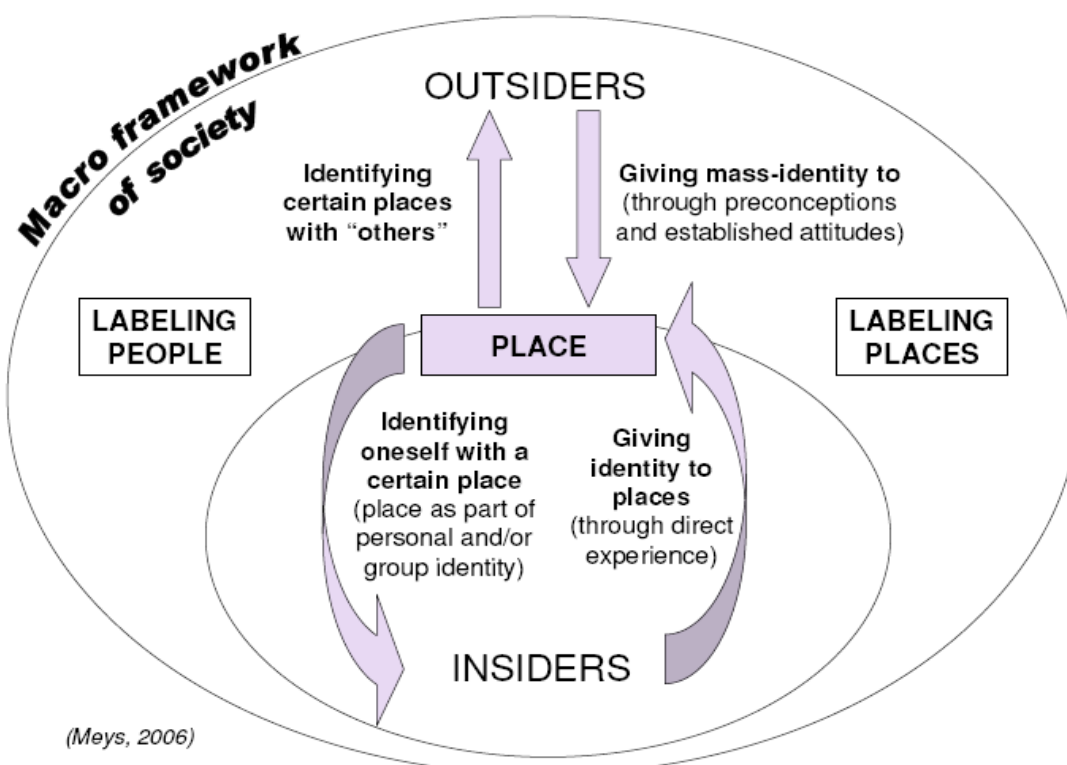 Macro framework
of society
OUTSIDERS
Identifying
certain places
with “others”
Giving mass-identity to
(through preconceptions
and established attitudes)
LABELING
PEOPLE
PLACE
LABELING
PLACES
Identifying
oneself with a
certain place
(place as part of
personal and/or
group identity)
Giving
identity to
places
(through direct
experience)
INSIDERS
(Meys, 2006)